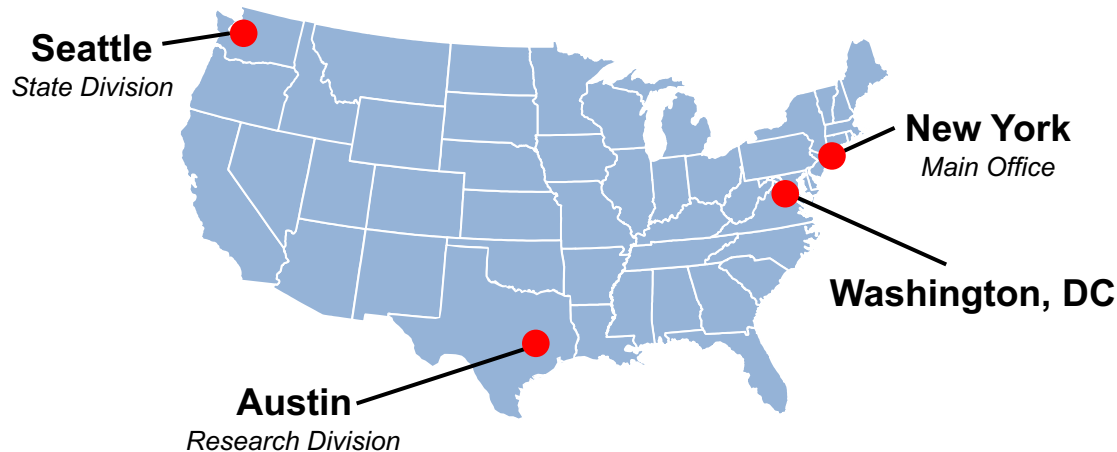 Seattle
State Division
New York
Main Office
Washington, DC
Austin
Research Division